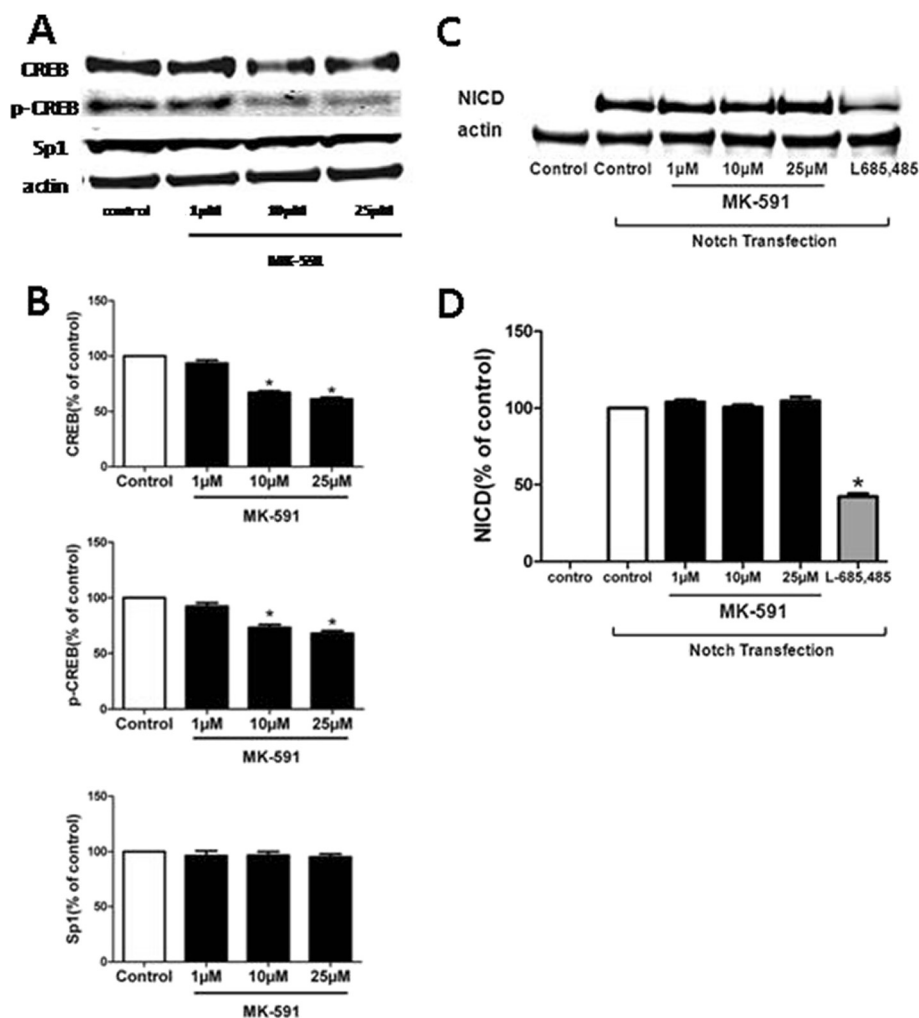 A
CREB
p-CREB
Sp1
actin
control 1µM 10µM 25µM
MK-591
C
NICD
actin
Control Control 1µM 10µM 25µM L685,485
MK-591
Notch Transfection
B
CREB(% of control)
150
100
50
0
Control 1µM 10µM 25µM
* *
MK-591
p-CREB(% of control)
150
100
50
0
Control 1µM 10µM 25µM
* *
MK-591
Sp1(% of control)
150
100
50
0
Control 1µM 10µM 25µM
MK-591
D
NICD(% of control)
150
100
50
0
*
contro control 1µM 10µM 25µM L-685,485
MK-591
Notch Transfection